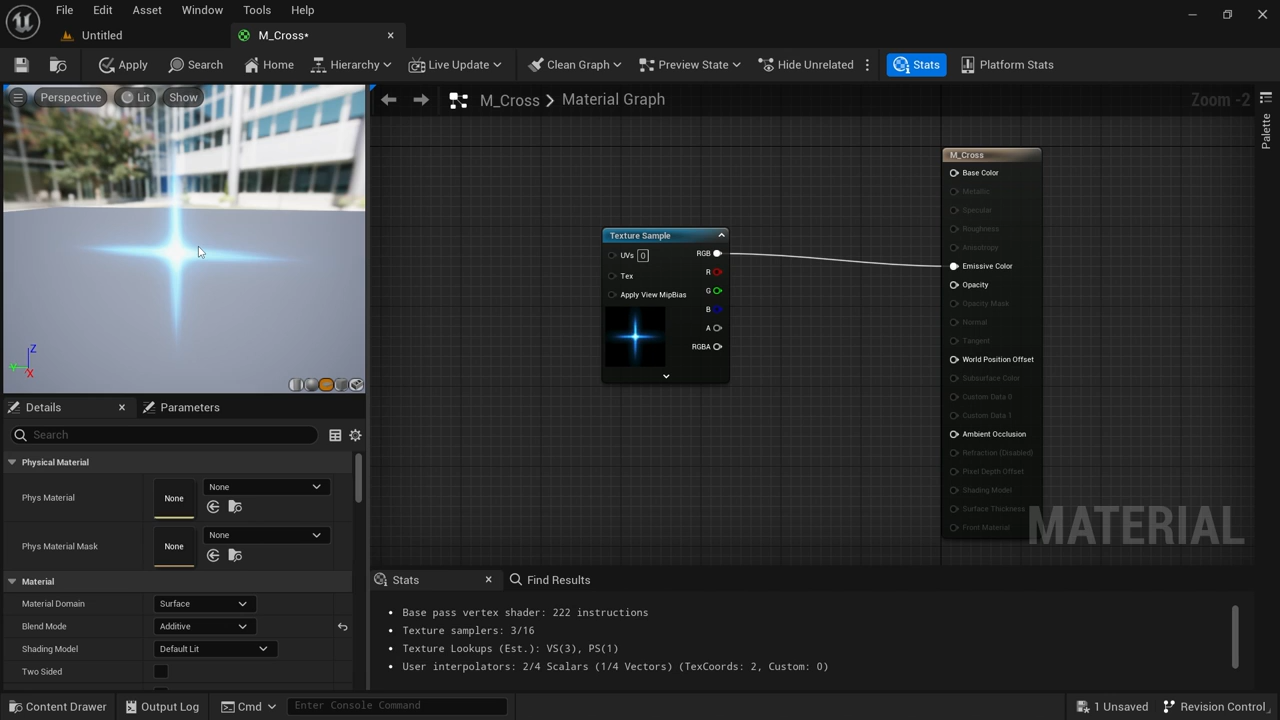 File Edit Asset Window Tools Help
Untitled M_Cross*
Apply Search Home Hierarchy Live Update Clean Graph Preview State Hide Unrelated Stats Platform Stats
Perspective Lit Show
M_Cross Material Graph Zoom -2
Palette
Z
Y
X
Texture Sample
UVs 0 RGB
R
Tex
G
Apply View MipBias
B
A
RGBA
M_Cross
Base Color
Metallic
Specular
Roughness
Anisotropy
Emissive Color
Opacity
Opacity Mask
Normal
Tangent
World Position Offset
Subsurface Color
Custom Data 0
Custom Data 1
Ambient Occlusion
Refraction (Disabled)
Pixel Depth Offset
Shading Model
Surface Thickness
Front Material
MATERIAL
Details Parameters
Search
Physical Material
Phys Material None None
Phys Material Mask None None
Material
Material Domain Surface
Blend Mode Additive
Shading Model Default Lit
Two Sided
Stats Find Results
• Base pass vertex shader: 222 instructions
• Texture samplers: 3/16
• Texture Lookups (Est.): VS(3), PS(1)
• User interpolators: 2/4 Scalars (1/4 Vectors) (TexCoords: 2, Custom: 0)
Content Drawer Output Log Cmd Enter Console Command 1 Unsaved Revision Control